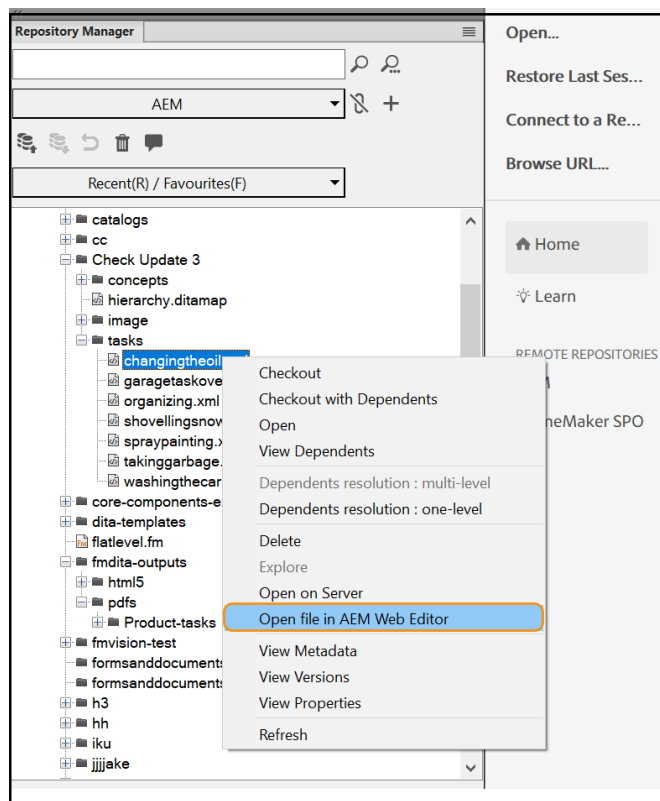 Repository Manager
AEM
Recent(R) / Favourites(F)
catalogs
cc
Check Update 3
concepts
hierarchy.ditamap
image
tasks
changingtheoil
garagetaskove
organizing.xml
shovellingsnow
spraypainting.x
takinggarbage.
washingthecar
core-components-e
dita-templates
flatlevel.fm
fmdita-outputs
html5
pdfs
Product-tasks
fmvision-test
formsanddocuments
formsanddocuments
h3
hh
iku
jjjjake
Checkout
Checkout with Dependents
Open
View Dependents
Dependents resolution : multi-level
Dependents resolution : one-level
Delete
Explore
Open on Server
Open file in AEM Web Editor
View Metadata
View Versions
View Properties
Refresh
Open...
Restore Last Ses...
Connect to a Re...
Browse URL...
Home
Learn
REMOTE REPOSITORIES
neMaker SPO